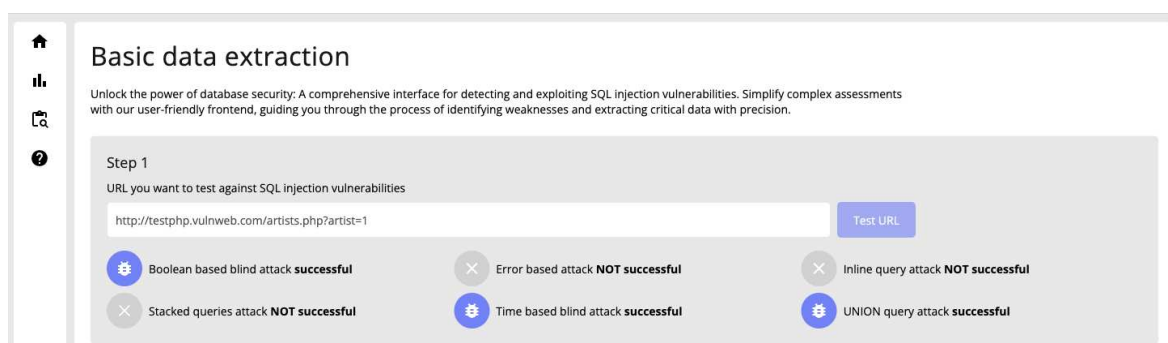 Basic data extraction
Unlock the power of database security: A comprehensive interface for detecting and exploiting SQL injection vulnerabilities. Simplify complex assessments
with our user-friendly frontend, guiding you through the process of identifying weaknesses and extracting critical data with precision.
Step 1
URL you want to test against SQL injection vulnerabilities
http://testphp.vulnweb.com/artists.php?artist=1
Test URL
Boolean based blind attack successful
Error based attack NOT successful
Inline query attack NOT successful
Stacked queries attack NOT successful
Time based blind attack successful
UNION query attack successful